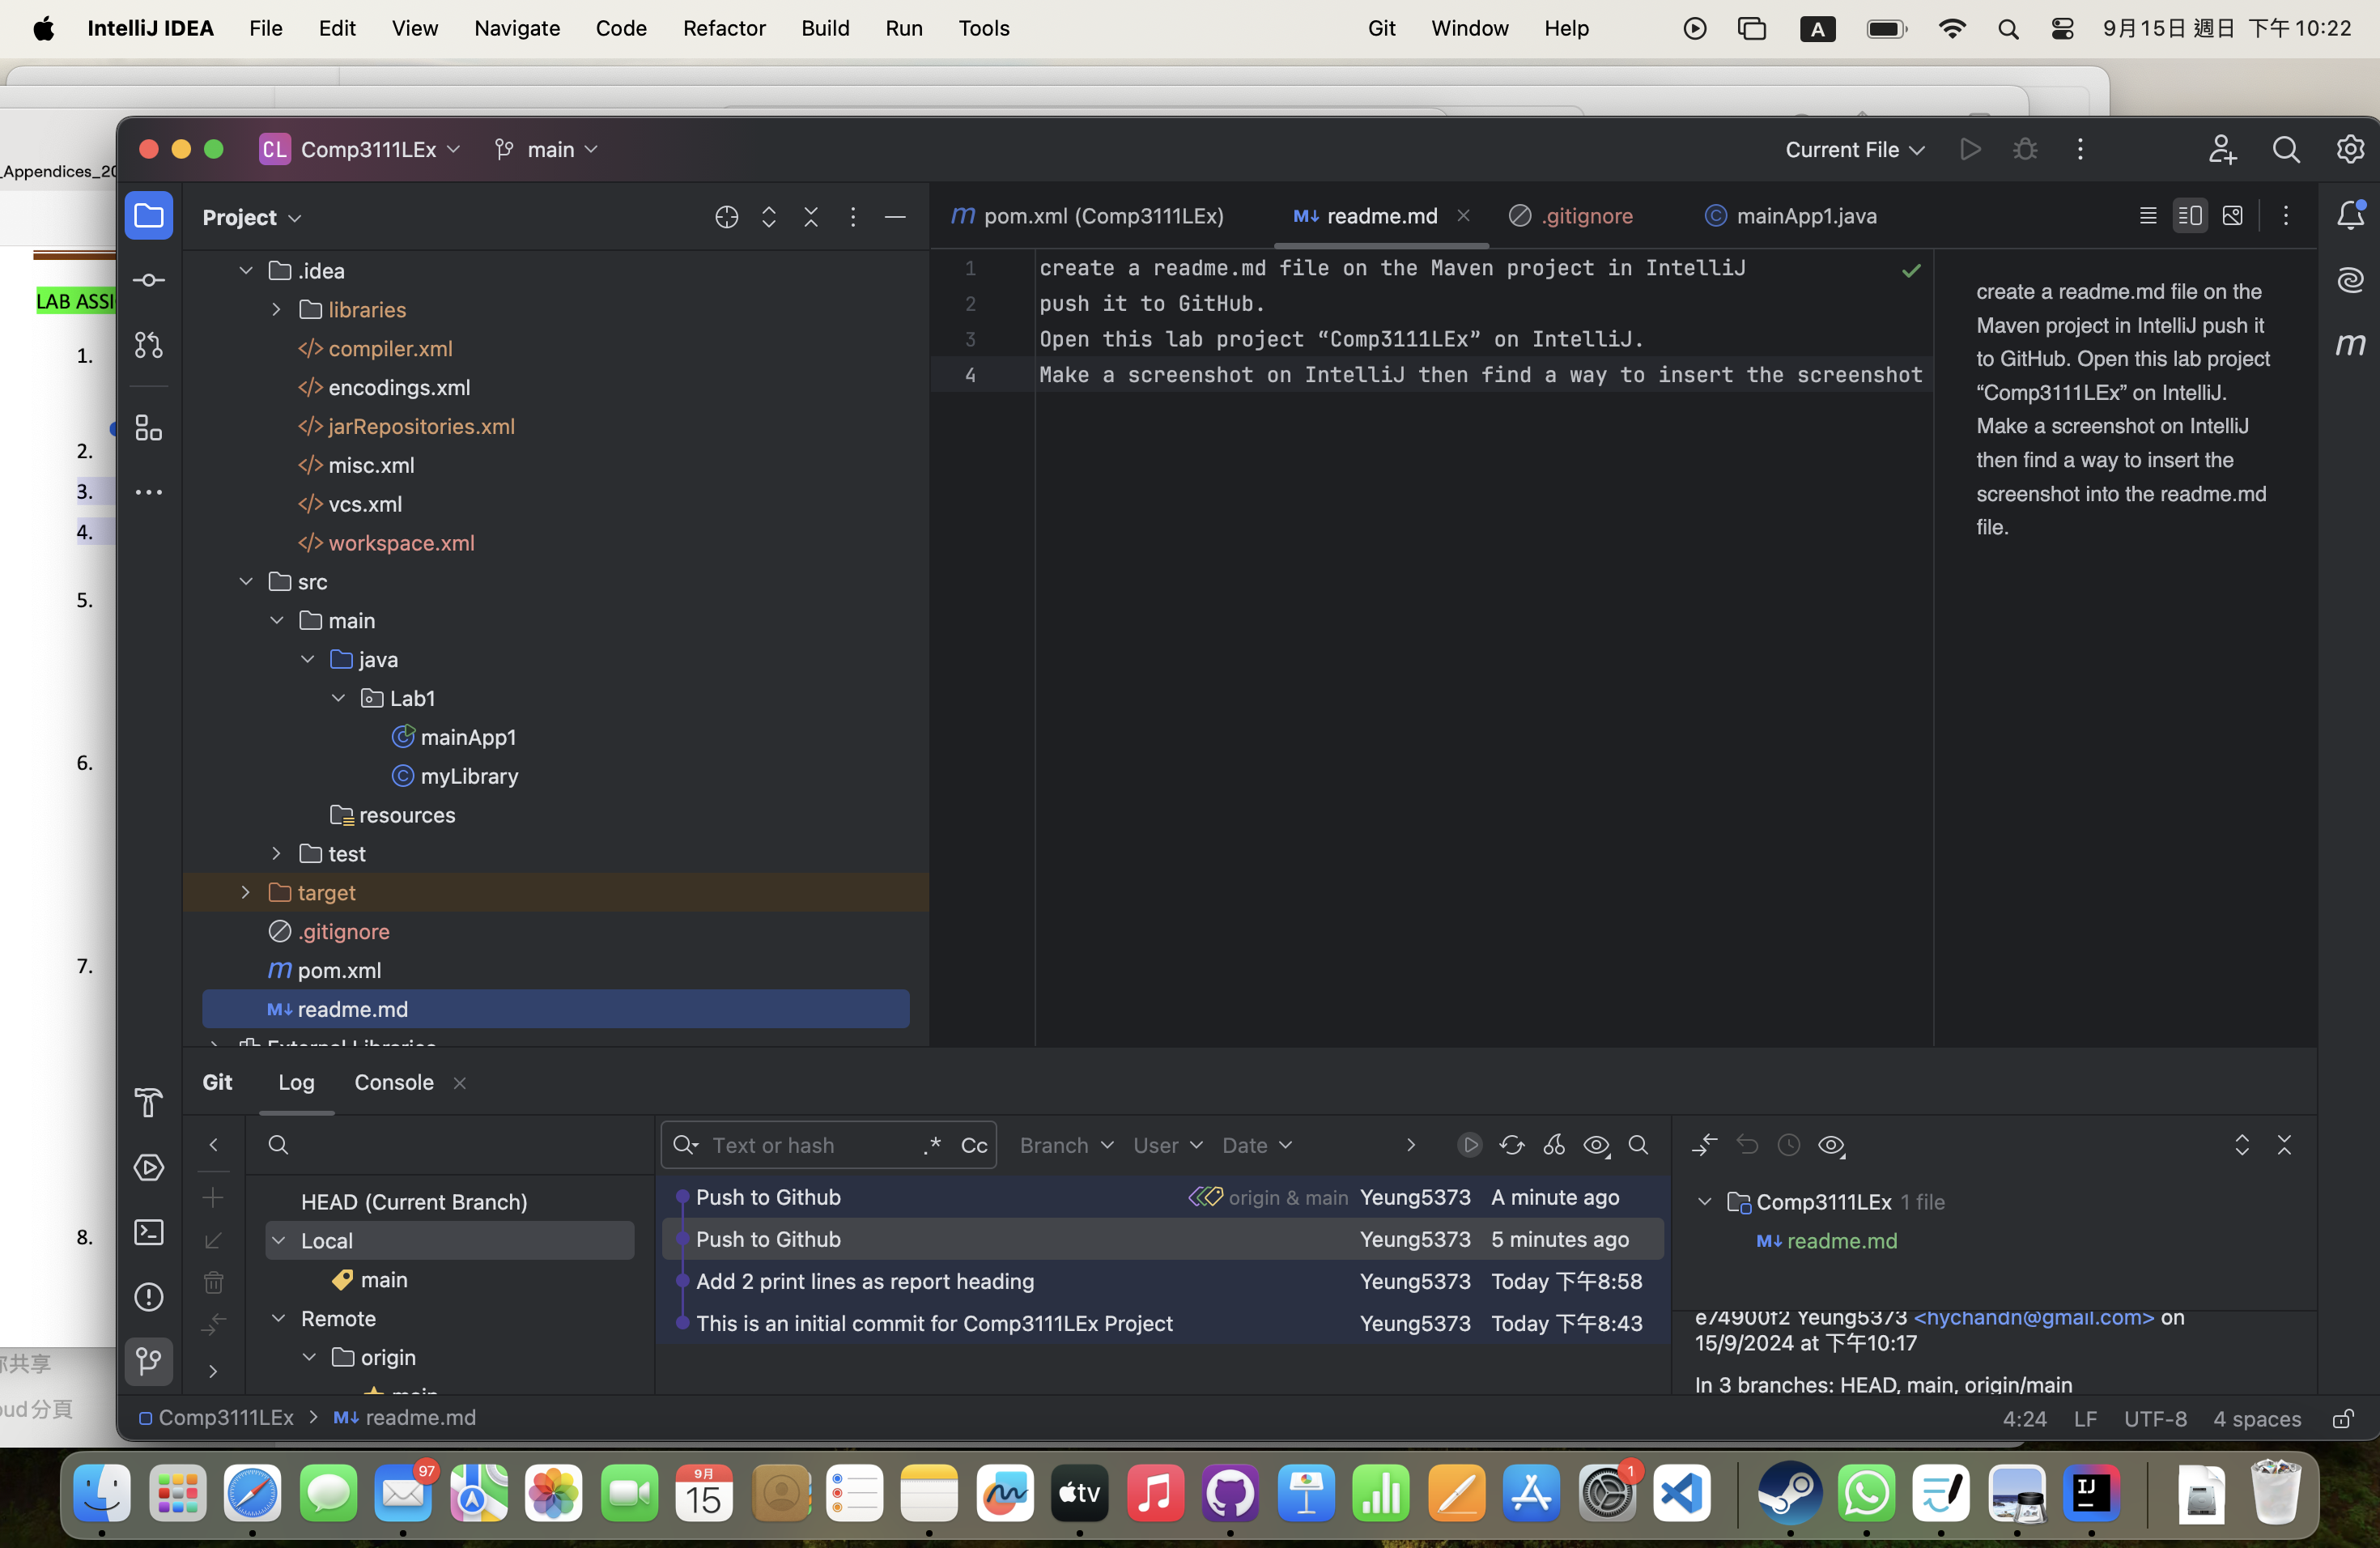 IntelliJ IDEA File Edit View Navigate Code Refactor Build Run Tools Git Window Help A 9月15日 週日 下午10:22
_Appendices_20
CL Comp3111LEx main Current File
Project
pom.xml (Comp3111LEx) readme.md .gitignore mainApp1.java
LAB ASSI
1.
2.
3.
4.
5.
6.
7.
8.
.idea
libraries
compiler.xml
encodings.xml
jarRepositories.xml
misc.xml
vcs.xml
workspace.xml
src
main
java
Lab1
mainApp1
myLibrary
resources
test
target
.gitignore
pom.xml
readme.md
External Libraries
1 create a readme.md file on the Maven project in IntelliJ
2 push it to GitHub.
3 Open this lab project “Comp3111LEx” on IntelliJ.
4 Make a screenshot on IntelliJ then find a way to insert the screenshot
create a readme.md file on the
Maven project in IntelliJ push it
to GitHub. Open this lab project
“Comp3111LEx” on IntelliJ.
Make a screenshot on IntelliJ
then find a way to insert the
screenshot into the readme.md
file.
Git Log Console
Text or hash .* Cc Branch User Date
HEAD (Current Branch)
Local
main
Remote
origin
main
Push to Github origin & main Yeung5373 A minute ago
Push to Github Yeung5373 5 minutes ago
Add 2 print lines as report heading Yeung5373 Today 下午8:58
This is an initial commit for Comp3111LEx Project Yeung5373 Today 下午8:43
Comp3111LEx 1 file
readme.md
e74900f2 Yeung5373 <hychandn@gmail.com> on
15/9/2024 at 下午10:17
In 3 branches: HEAD, main, origin/main
共享
oud分頁
Comp3111LEx > readme.md 4:24 LF UTF-8 4 spaces
97 9月 15 tv 1 IJ